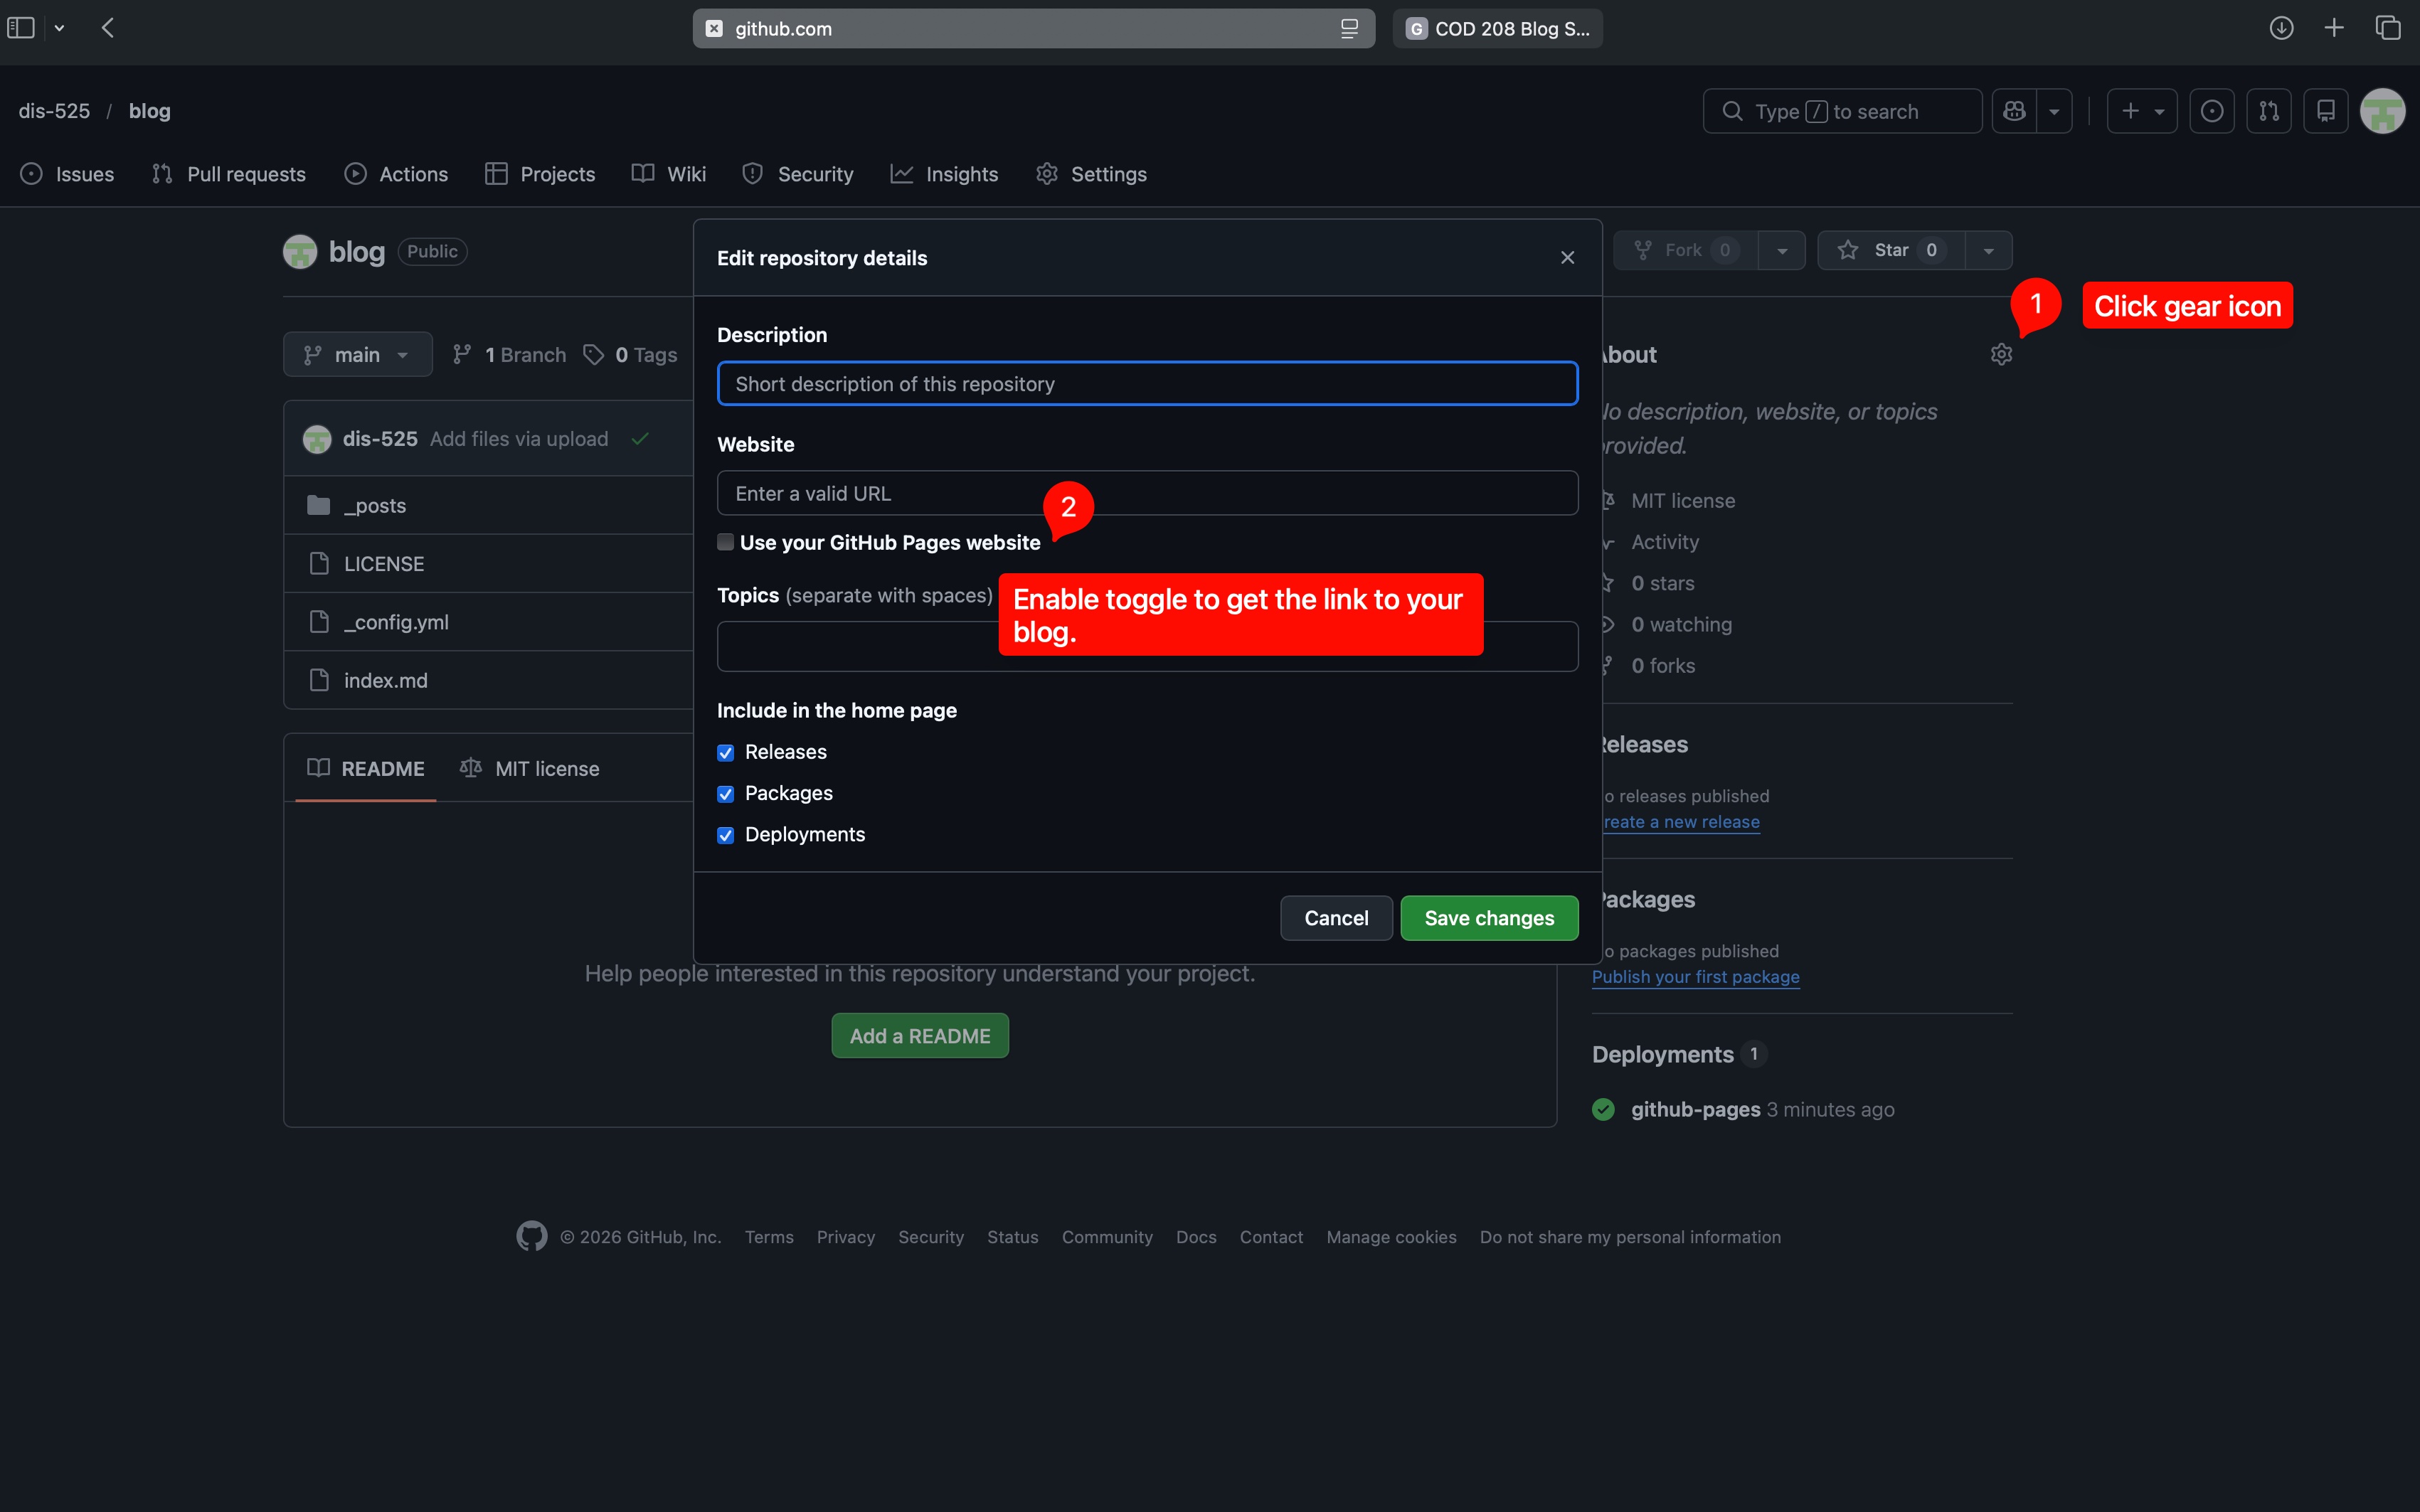 github.com
G COD 208 Blog S...
dis-525 / blog
Type / to search
Issues Pull requests Actions Projects Wiki Security Insights Settings
blog Public
Fork 0
Star 0
main
1 Branch
0 Tags
dis-525 Add files via upload
_posts
LICENSE
_config.yml
index.md
README
MIT license
Edit repository details
Description
Short description of this repository
Website
Enter a valid URL
2
Use your GitHub Pages website
Topics (separate with spaces)
Enable toggle to get the link to your
blog.
Include in the home page
Releases
Packages
Deployments
Cancel
Save changes
Help people interested in this repository understand your project.
Add a README
1
Click gear icon
bout
o description, website, or topics
rovided.
MIT license
Activity
0 stars
0 watching
0 forks
eleases
o releases published
reate a new release
ackages
o packages published
Publish your first package
Deployments 1
github-pages 3 minutes ago
© 2026 GitHub, Inc. Terms Privacy Security Status Community Docs Contact Manage cookies Do not share my personal information